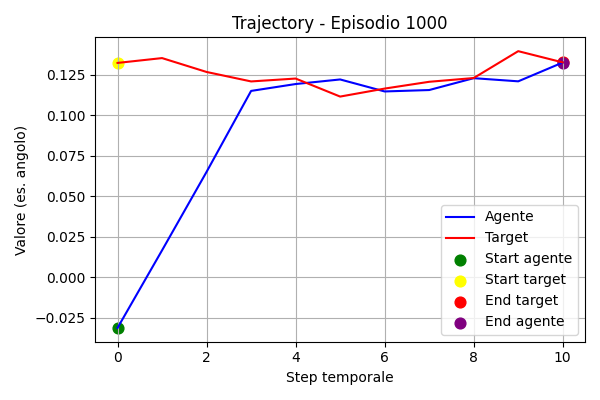 Trajectory - Episodio 1000
Valore (es. angolo)
0.125
0.100
0.075
0.050
0.025
0.000
−0.025
0
2
4
6
8
10
Step temporale
Agente
Target
Start agente
Start target
End target
End agente